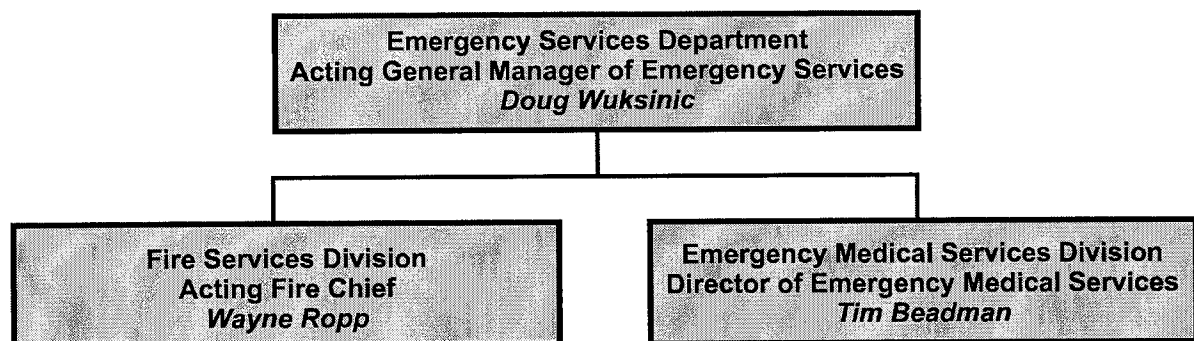 Emergency Services Department
Acting General Manager of Emergency Services
Doug Wuksinic
Fire Services Division
Acting Fire Chief
Wayne Ropp
Emergency Medical Services Division
Director of Emergency Medical Services
Tim Beadman